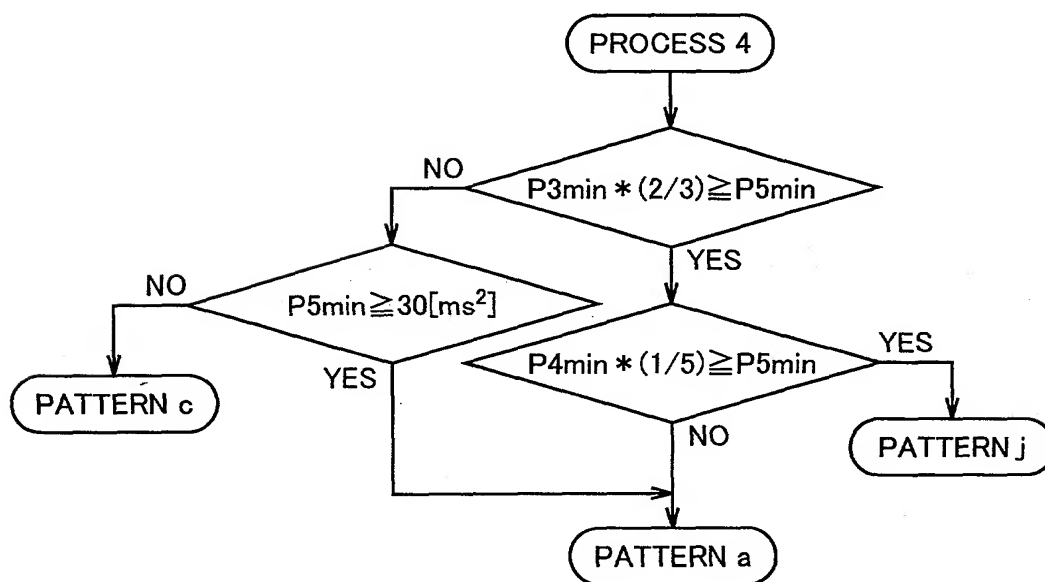 PROCESS 4
NO
P3min*(2/3)≧P5min
YES
NO
P5min≧30[ms²]
YES
P4min*(1/5)≧P5min
YES
PATTERN c
NO
PATTERN j
PATTERN a